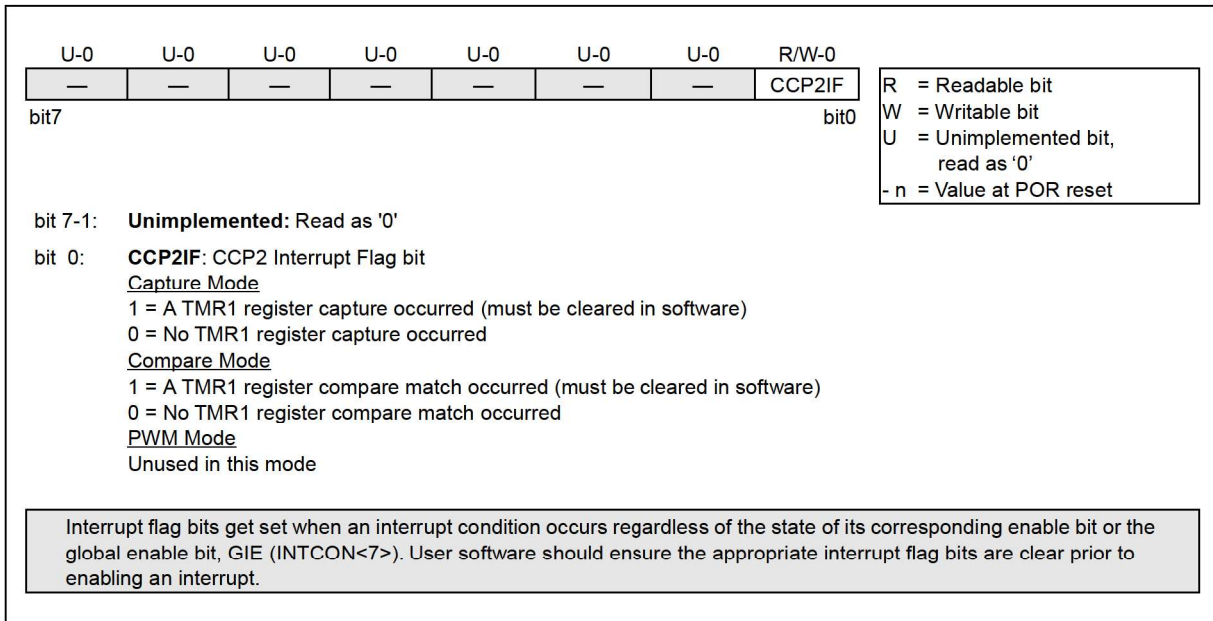 U-0 U-0 U-0 U-0 U-0 U-0 U-0 R/W-0
— — — — — — — CCP2IF
bit7 bit0
R = Readable bit
W = Writable bit
U = Unimplemented bit,
read as ‘0’
- n = Value at POR reset
bit 7-1: Unimplemented: Read as '0'
bit 0: CCP2IF: CCP2 Interrupt Flag bit
Capture Mode
1 = A TMR1 register capture occurred (must be cleared in software)
0 = No TMR1 register capture occurred
Compare Mode
1 = A TMR1 register compare match occurred (must be cleared in software)
0 = No TMR1 register compare match occurred
PWM Mode
Unused in this mode
Interrupt flag bits get set when an interrupt condition occurs regardless of the state of its corresponding enable bit or the
global enable bit, GIE (INTCON<7>). User software should ensure the appropriate interrupt flag bits are clear prior to
enabling an interrupt.